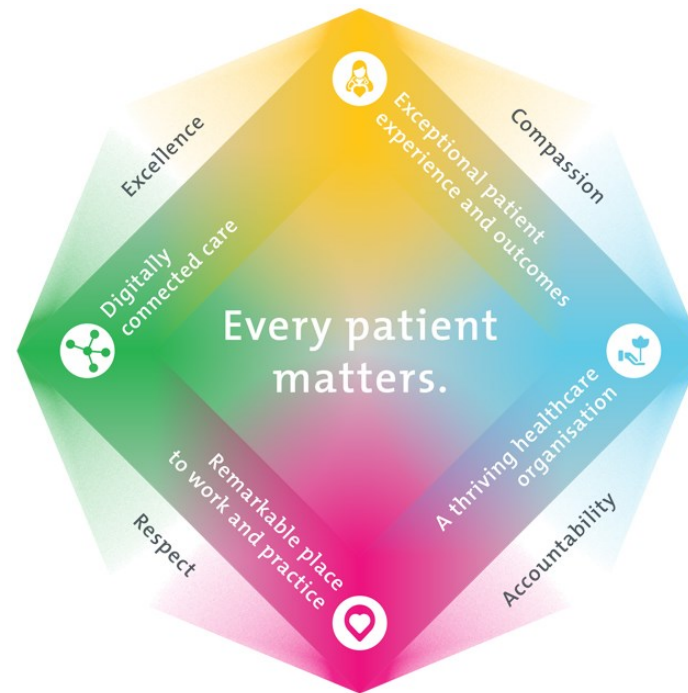 Excellence
Compassion
Exceptional patient
experience and outcomes
Digitally
connected care
Every patient
matters.
A thriving healthcare
organisation
Remarkable place
to work and practice
Respect
Accountability